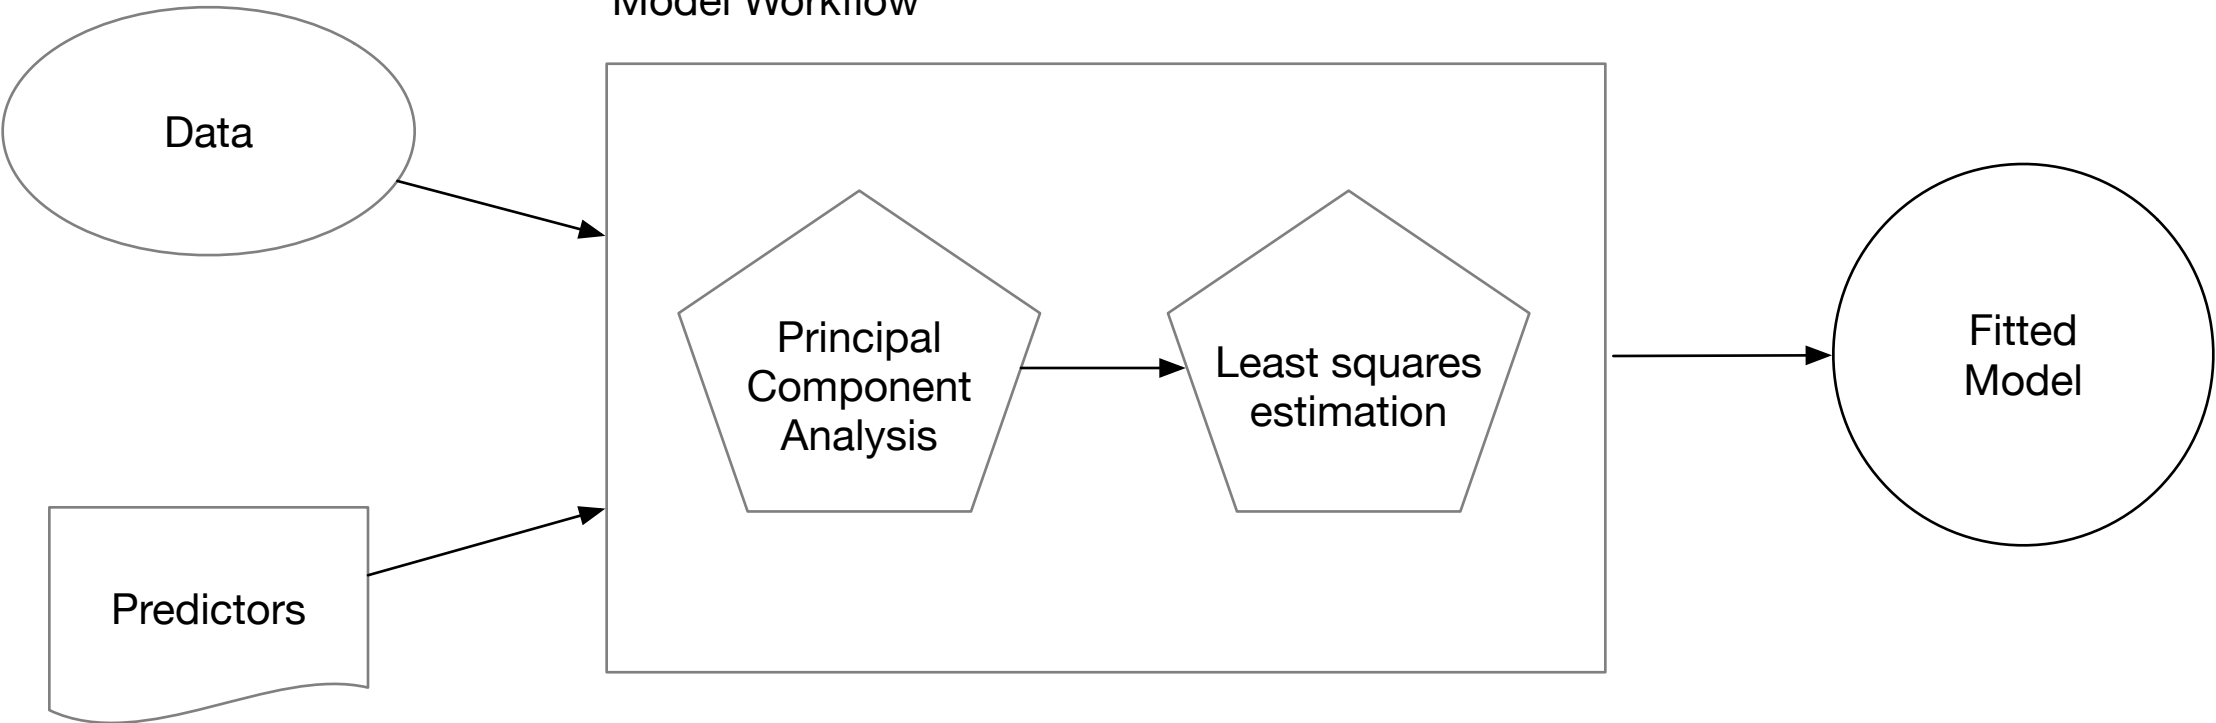 Model Workflow
Data
Principal
Component
Analysis
Least squares
estimation
Fitted
Model
Predictors